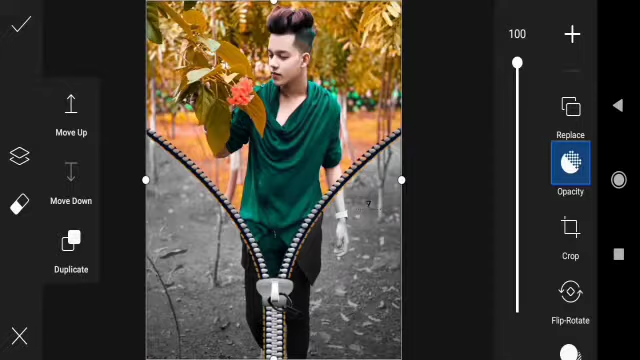 100
Replace
Move Up
Opacity
Move Down
Crop
Duplicate
Flip-Rotate